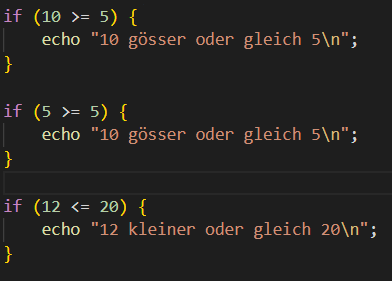 if (10 >= 5) {
    echo "10 gösser oder gleich 5\n";
}

if (5 >= 5) {
    echo "10 gösser oder gleich 5\n";
}

if (12 <= 20) {
    echo "12 kleiner oder gleich 20\n";
}